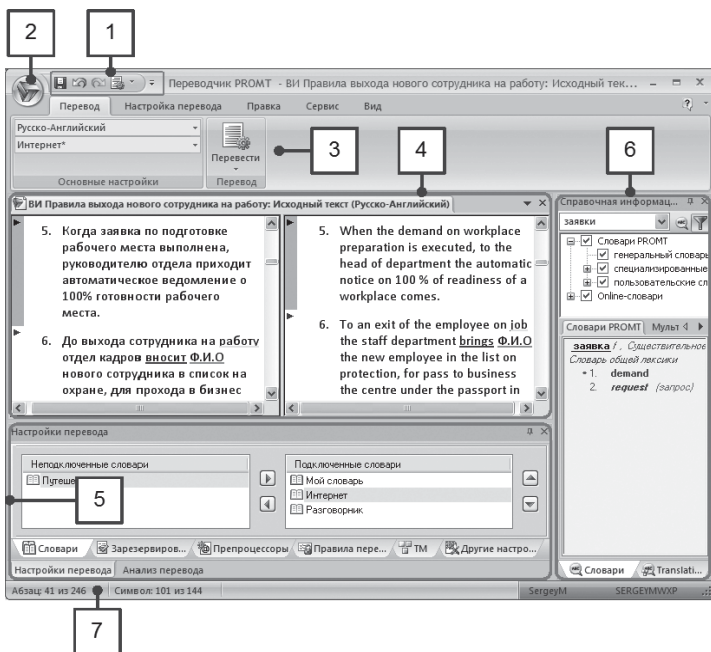 2
1
Переводчик PROMT - ВИ Правила выхода нового сотрудника на работу: Исходный тек...
Перевод Настройка перевода Правка Сервис Вид
Русско-Английский
Интернет*
Перевести
Основные настройки
Перевод
3
4
6
ВИ Правила выхода нового сотрудника на работу: Исходный текст (Русско-Английский)
5. Когда заявка по подготовке
рабочего места выполнена,
руководителю отдела приходит
автоматическое ведомление о
100% готовности рабочего
места.
6. До выхода сотрудника на работу
отдел кадров вносит Ф.И.О
нового сотрудника в список на
охране, для прохода в бизнес
5. When the demand on workplace
preparation is executed, to the
head of department the automatic
notice on 100 % of readiness of a
workplace comes.
6. To an exit of the employee on job
the staff department brings Ф.И.О
the new employee in the list on
protection, for pass to business
the centre under the passport in
Справочная информац...
заявки
Словари PROMT
генеральный словарь
специализированные
пользовательские сл
Online-словари
Словари PROMT Мульт
заявка f, Существительное
Словарь общей лексики
1. demand
2. request (запрос)
Словари Translati...
Настройки перевода
Неподключенные словари
Путеше
5
Подключенные словари
Мой словарь
Интернет
Разговорник
Словари Зарезервиров... Препроцессоры Правила пере... ТМ Другие настро...
Настройки перевода Анализ перевода
Абзац: 41 из 246 Символ: 101 из 144 SergeyM SERGEYMWXP
7